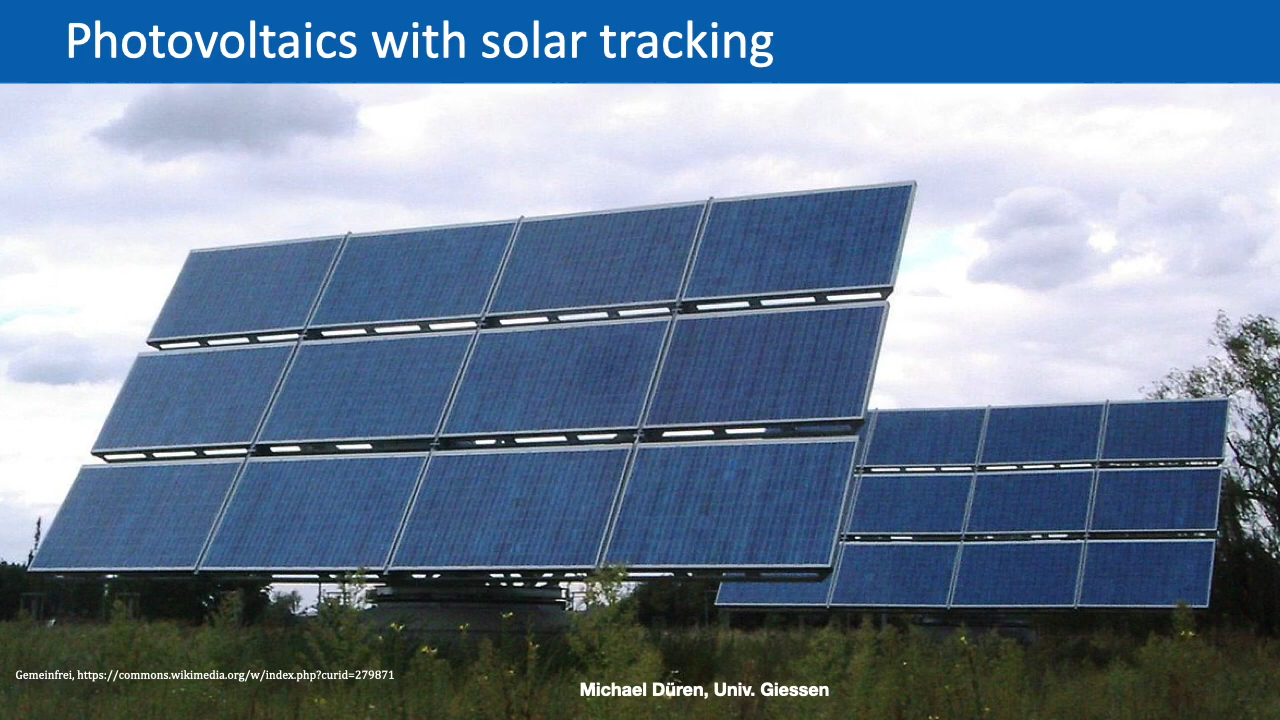 Photovoltaics with solar tracking
Gemeinfrei, https://commons.wikimedia.org/w/index.php?curid=279871
Michael Düren, Univ. Giessen